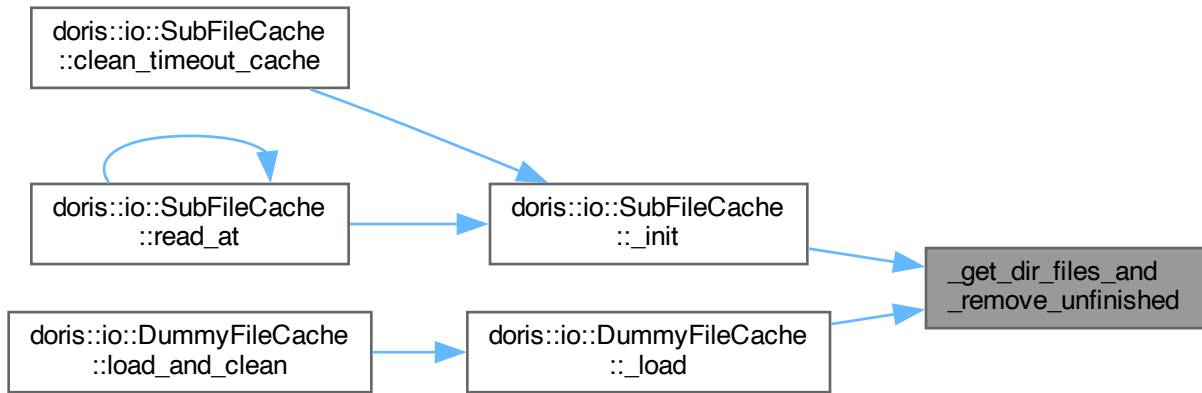 doris::io::SubFileCache
::clean_timeout_cache
doris::io::SubFileCache
::read_at
doris::io::SubFileCache
::_init
_get_dir_files_and
_remove_unfinished
doris::io::DummyFileCache
::load_and_clean
doris::io::DummyFileCache
::_load